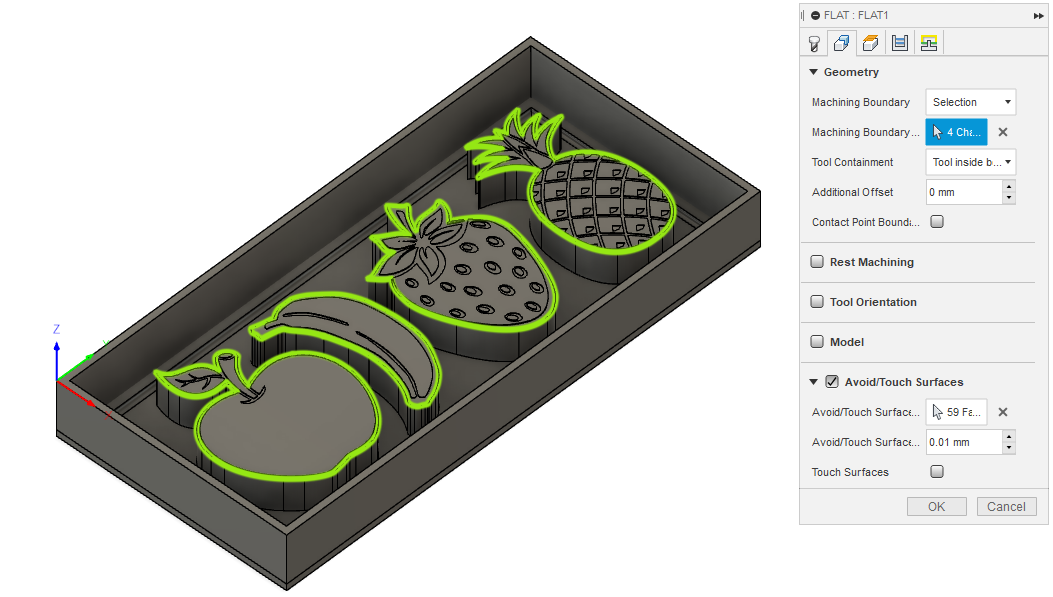 FLAT : FLAT1
Geometry
Machining Boundary Selection
Machining Boundary... 4 Cha...
Tool Containment Tool inside b...
Additional Offset 0 mm
Contact Point Bound...
Rest Machining
Tool Orientation
Model
Avoid/Touch Surfaces
Avoid/Touch Surface... 59 Fa...
Avoid/Touch Surface... 0.01 mm
Touch Surfaces
OK Cancel
Z